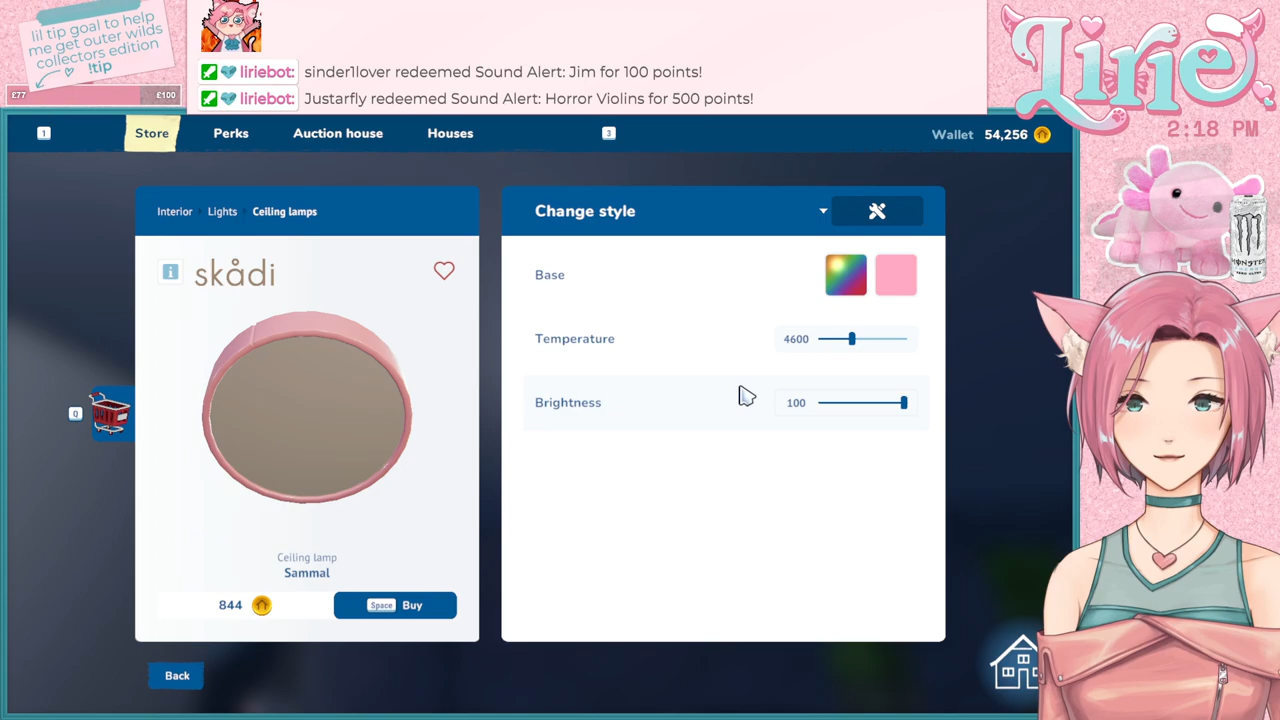 lil tip goal to help
me get outer wilds
collectors edition
!tip
£77
£100
liriebot: sinder1lover redeemed Sound Alert: Jim for 100 points!
liriebot: Justarfly redeemed Sound Alert: Horror Violins for 500 points!
Lirie
2:18 PM
1
Store
Perks
Auction house
Houses
3
Wallet 54,256
Interior Lights Ceiling lamps
skådi
Ceiling lamp
Sammal
844
Space Buy
Q
Back
Change style
Base
Temperature 4600
Brightness 100